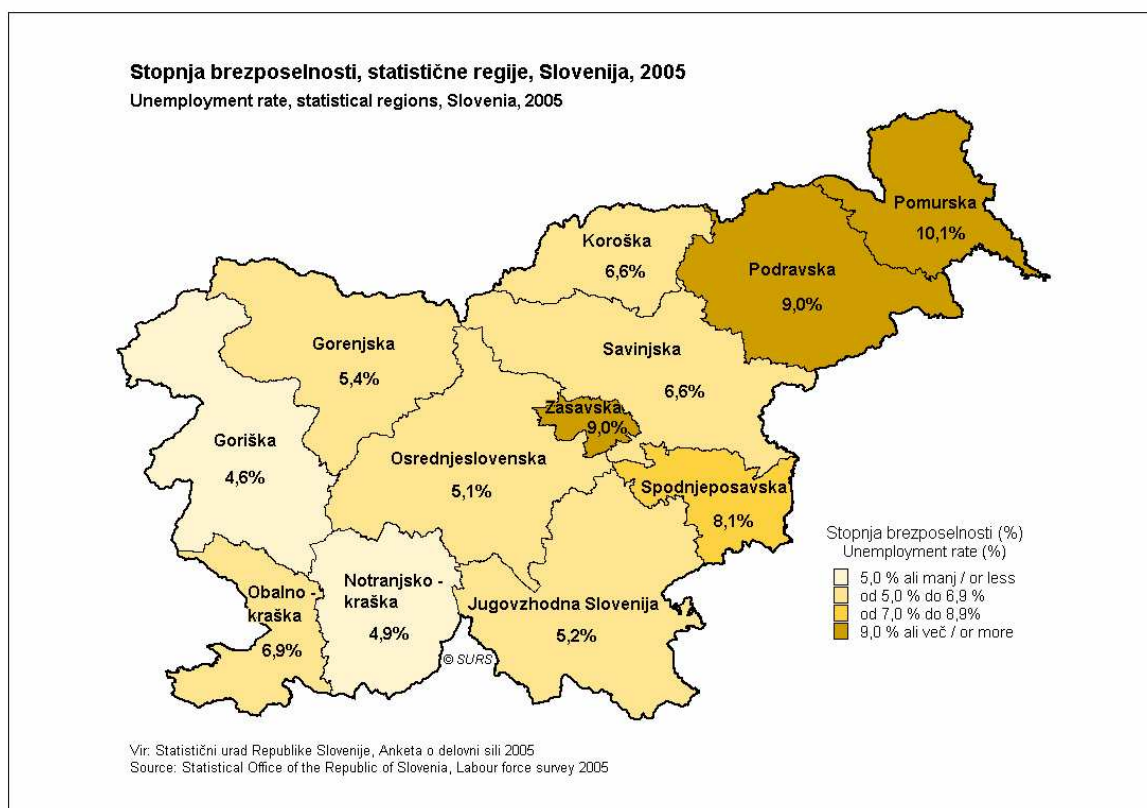 Stopnja brezposelnosti, statistične regije, Slovenija, 2005
Unemployment rate, statistical regions, Slovenia, 2005
Pomurska
10,1%
Koroška
6,6%
Podravska
9,0%
Gorenjska
5,4%
Savinjska
6,6%
Zasavska
9,0%
Goriška
4,6%
Osrednjeslovenska
5,1%
Spodnjeposavska
8,1%
Obalno -
kraška
6,9%
Notranjsko -
kraška
4,9%
Jugovzhodna Slovenija
5,2%
© SURS
Stopnja brezposelnosti (%)
Unemployment rate (%)
5,0 % ali manj / or less
od 5,0 % do 6,9 %
od 7,0 % do 8,9%
9,0 % ali več / or more
Vir: Statistični urad Republike Slovenije, Anketa o delovni sili 2005
Source: Statistical Office of the Republic of Slovenia, Labour force survey 2005